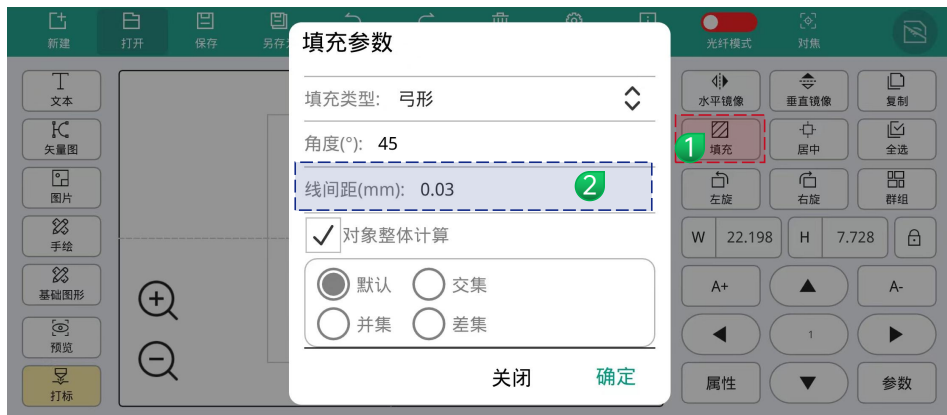 新建
打开
保存
光纤模式
对焦
填充参数
文本
矢量图
图片
手绘
基础图形
预览
打标
填充类型: 弓形
角度(°): 45
线间距(mm): 0.03
2
对象整体计算
默认
交集
并集
差集
关闭
确定
水平镜像
垂直镜像
复制
1
填充
居中
全选
左旋
右旋
群组
W 22.198
H 7.728
A+
A-
1
属性
参数